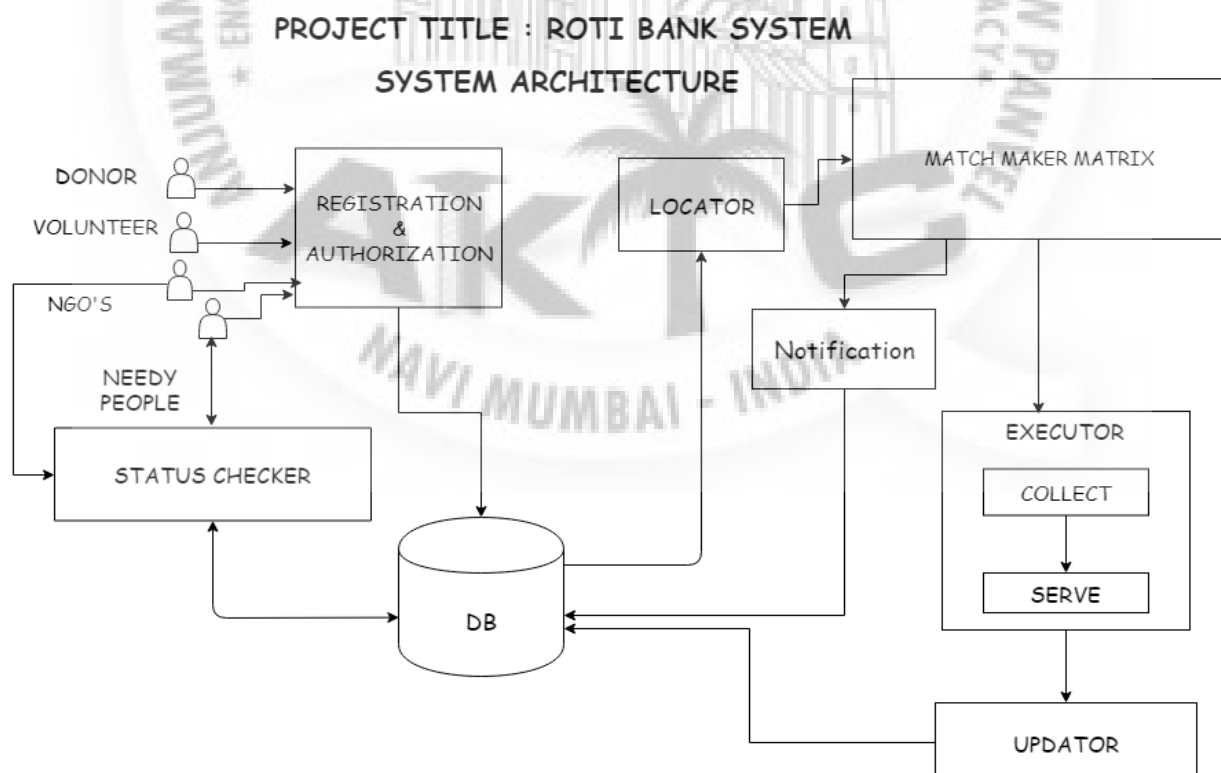 PROJECT TITLE : ROTI BANK SYSTEM
SYSTEM ARCHITECTURE
DONOR
VOLUNTEER
NGO'S
NEEDY
PEOPLE
REGISTRATION
&
AUTHORIZATION
LOCATOR
MATCH MAKER MATRIX
Notification
STATUS CHECKER
DB
EXECUTOR
COLLECT
SERVE
UPDATOR
AKTC
NAVI MUMBAI - INDIA